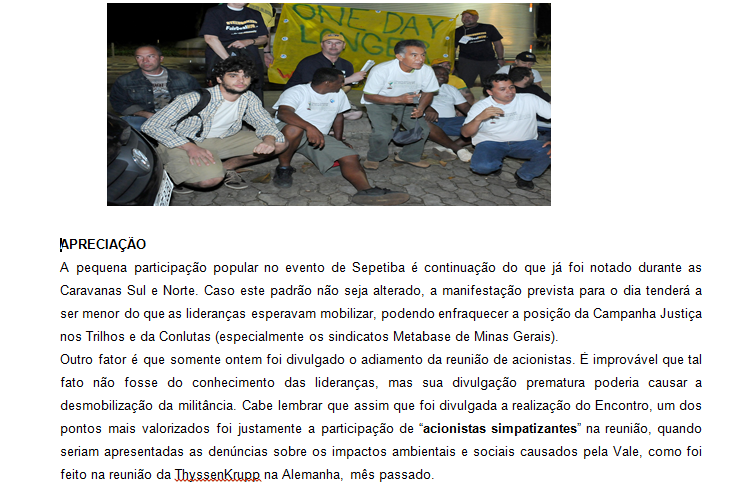 ONE DAY
LONGER
APRECIAÇÃO
A pequena participação popular no evento de Sepetiba é continuação do que já foi notado durante as
Caravanas Sul e Norte. Caso este padrão não seja alterado, a manifestação prevista para o dia tenderá a
ser menor do que as lideranças esperavam mobilizar, podendo enfraquecer a posição da Campanha Justiça
nos Trilhos e da Conlutas (especialmente os sindicatos Metabase de Minas Gerais).
Outro fator é que somente ontem foi divulgado o adiamento da reunião de acionistas. É improvável que tal
fato não fosse do conhecimento das lideranças, mas sua divulgação prematura poderia causar a
desmobilização da militância. Cabe lembrar que assim que foi divulgada a realização do Encontro, um dos
pontos mais valorizados foi justamente a participação de “acionistas simpatizantes” na reunião, quando
seriam apresentadas as denúncias sobre os impactos ambientais e sociais causados pela Vale, como foi
feito na reunião da ThyssenKrupp na Alemanha, mês passado.